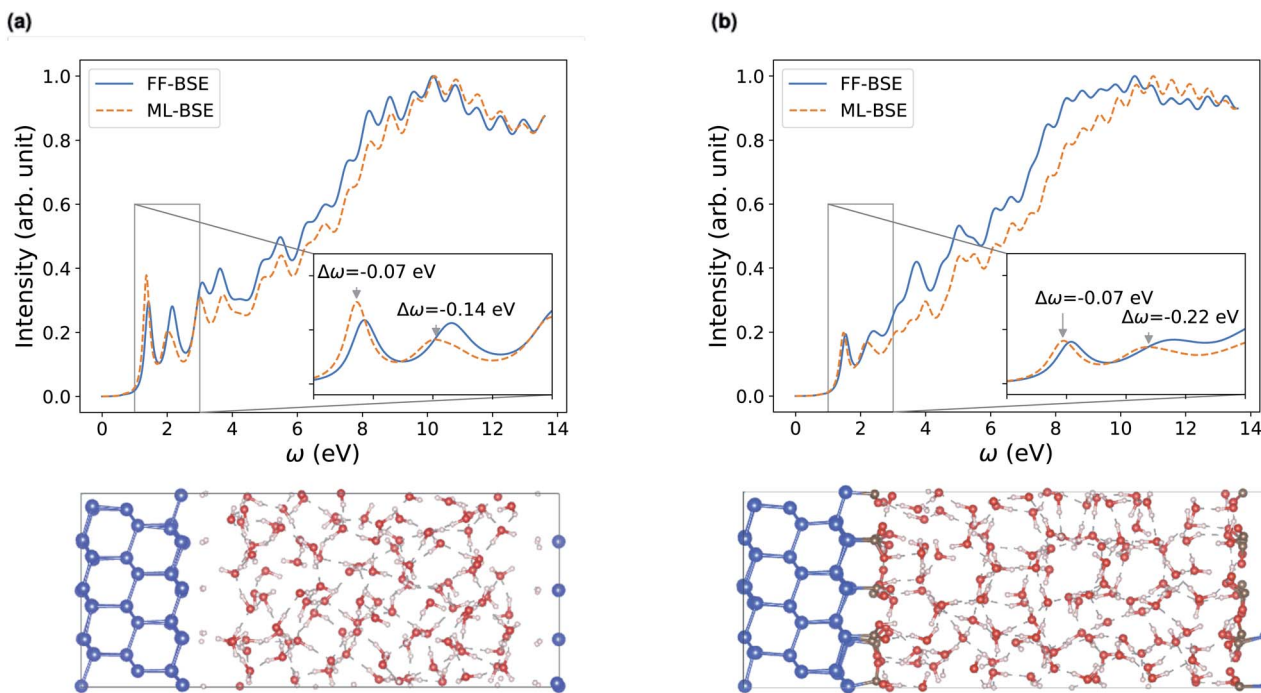 (a)
FF-BSE
ML-BSE
Intensity (arb. unit)
1.0
0.8
0.6
0.4
0.2
0.0
Δω=-0.07 eV
Δω=-0.14 eV
0 2 4 6 8 10 12 14
ω (eV)
(b)
FF-BSE
ML-BSE
Intensity (arb. unit)
1.0
0.8
0.6
0.4
0.2
0.0
Δω=-0.07 eV
Δω=-0.22 eV
0 2 4 6 8 10 12 14
ω (eV)